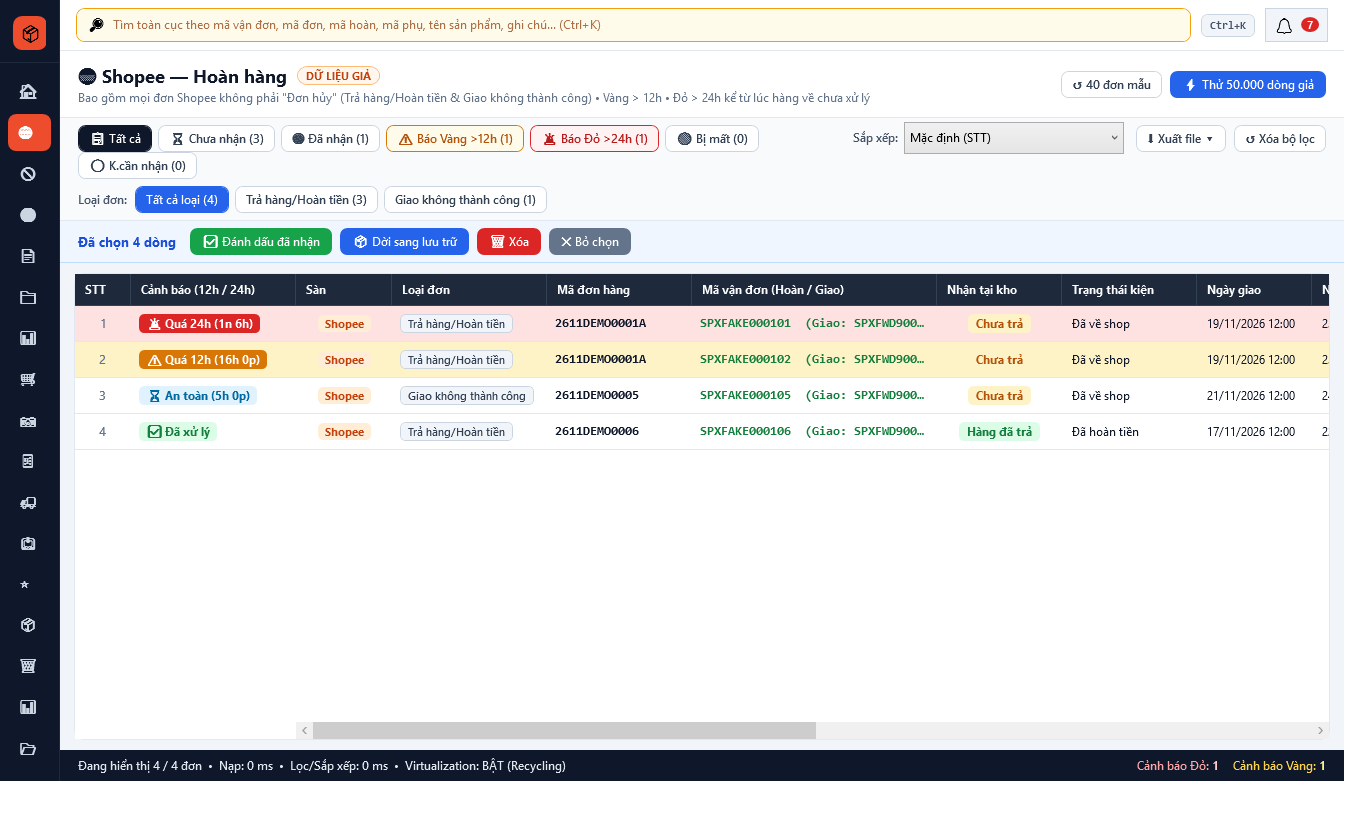 Tìm toàn cục theo mã vận đơn, mã đơn, mã hoàn, mã phụ, tên sản phẩm, ghi chú... (Ctrl+K) Ctrl+K 7
Shopee — Hoàn hàng DỮ LIỆU GIẢ
Bao gồm mọi đơn Shopee không phải "Đơn hủy" (Trả hàng/Hoàn tiền & Giao không thành công) • Vàng > 12h • Đỏ > 24h kể từ lúc hàng về chưa xử lý
↺ 40 đơn mẫu Thử 50.000 dòng giả
Tất cả Chưa nhận (3) Đã nhận (1) Báo Vàng >12h (1) Báo Đỏ >24h (1) Bị mất (0) Sắp xếp: Mặc định (STT) ⬇ Xuất file ▾ ↺ Xóa bộ lọc
K.cần nhận (0)
Loại đơn: Tất cả loại (4) Trả hàng/Hoàn tiền (3) Giao không thành công (1)
Đã chọn 4 dòng Đánh dấu đã nhận Dời sang lưu trữ Xóa ✕ Bỏ chọn
STT Cảnh báo (12h / 24h) Sàn Loại đơn Mã đơn hàng Mã vận đơn (Hoàn / Giao) Nhận tại kho Trạng thái kiện Ngày giao N
1 Quá 24h (1n 6h) Shopee Trả hàng/Hoàn tiền 2611DEMO0001A SPXFAKE000101 (Giao: SPXFWD900… Chưa trả Đã về shop 19/11/2026 12:00 2
2 Quá 12h (16h 0p) Shopee Trả hàng/Hoàn tiền 2611DEMO0001A SPXFAKE000102 (Giao: SPXFWD900… Chưa trả Đã về shop 19/11/2026 12:00 2
3 An toàn (5h 0p) Shopee Giao không thành công 2611DEMO0005 SPXFAKE000105 (Giao: SPXFWD900… Chưa trả Đã về shop 21/11/2026 12:00 2
4 Đã xử lý Shopee Trả hàng/Hoàn tiền 2611DEMO0006 SPXFAKE000106 (Giao: SPXFWD900… Hàng đã trả Đã hoàn tiền 17/11/2026 12:00 2
Đang hiển thị 4 / 4 đơn • Nạp: 0 ms • Lọc/Sắp xếp: 0 ms • Virtualization: BẬT (Recycling) Cảnh báo Đỏ: 1 Cảnh báo Vàng: 1